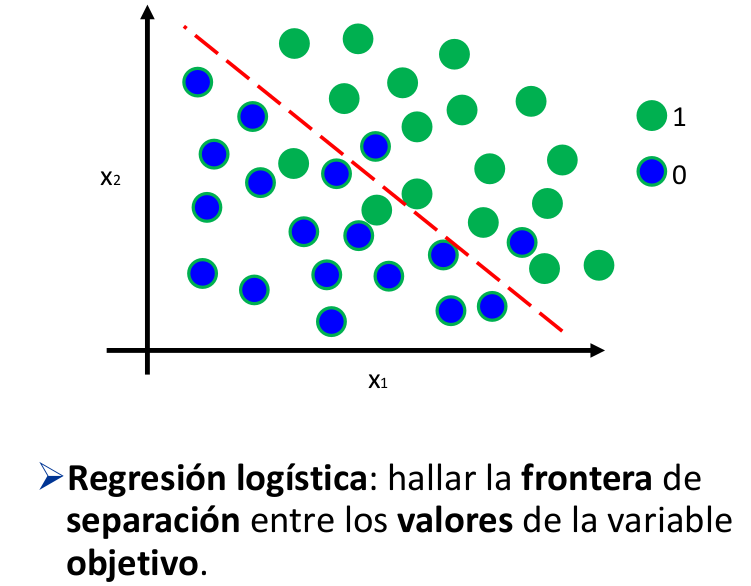 1
0
x2
x1
➢Regresión logística: hallar la frontera de
separación entre los valores de la variable
objetivo.